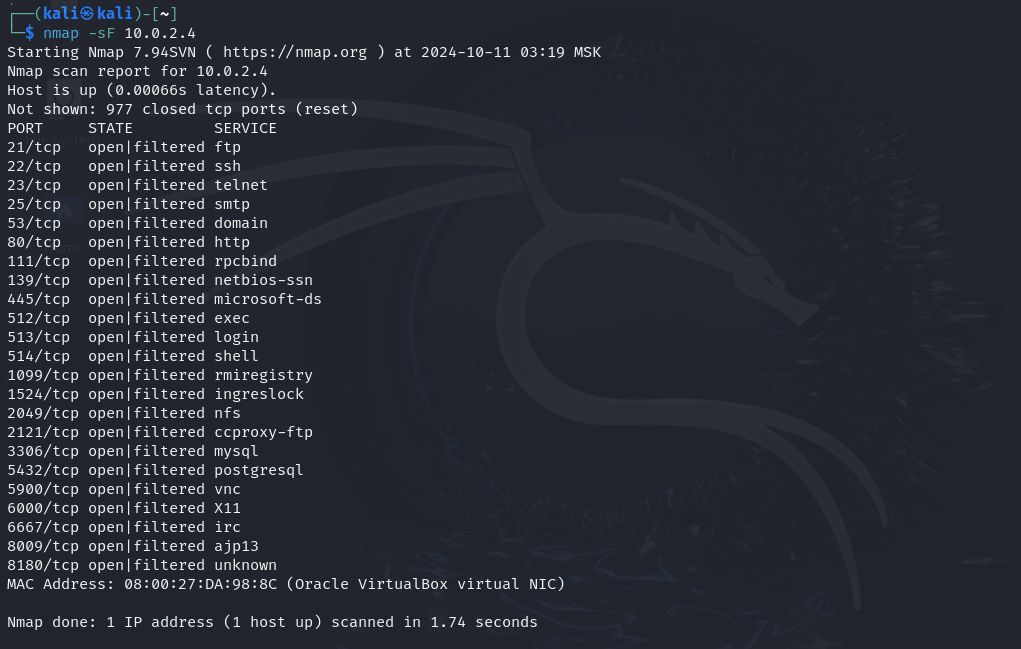 ┌──(kali㉿kali)-[~]
└─$ nmap -sF 10.0.2.4
Starting Nmap 7.94SVN ( https://nmap.org ) at 2024-10-11 03:19 MSK
Nmap scan report for 10.0.2.4
Host is up (0.00066s latency).
Not shown: 977 closed tcp ports (reset)
PORT     STATE         SERVICE
21/tcp   open|filtered ftp
22/tcp   open|filtered ssh
23/tcp   open|filtered telnet
25/tcp   open|filtered smtp
53/tcp   open|filtered domain
80/tcp   open|filtered http
111/tcp  open|filtered rpcbind
139/tcp  open|filtered netbios-ssn
445/tcp  open|filtered microsoft-ds
512/tcp  open|filtered exec
513/tcp  open|filtered login
514/tcp  open|filtered shell
1099/tcp open|filtered rmiregistry
1524/tcp open|filtered ingreslock
2049/tcp open|filtered nfs
2121/tcp open|filtered ccproxy-ftp
3306/tcp open|filtered mysql
5432/tcp open|filtered postgresql
5900/tcp open|filtered vnc
6000/tcp open|filtered X11
6667/tcp open|filtered irc
8009/tcp open|filtered ajp13
8180/tcp open|filtered unknown
MAC Address: 08:00:27:DA:98:8C (Oracle VirtualBox virtual NIC)
Nmap done: 1 IP address (1 host up) scanned in 1.74 seconds